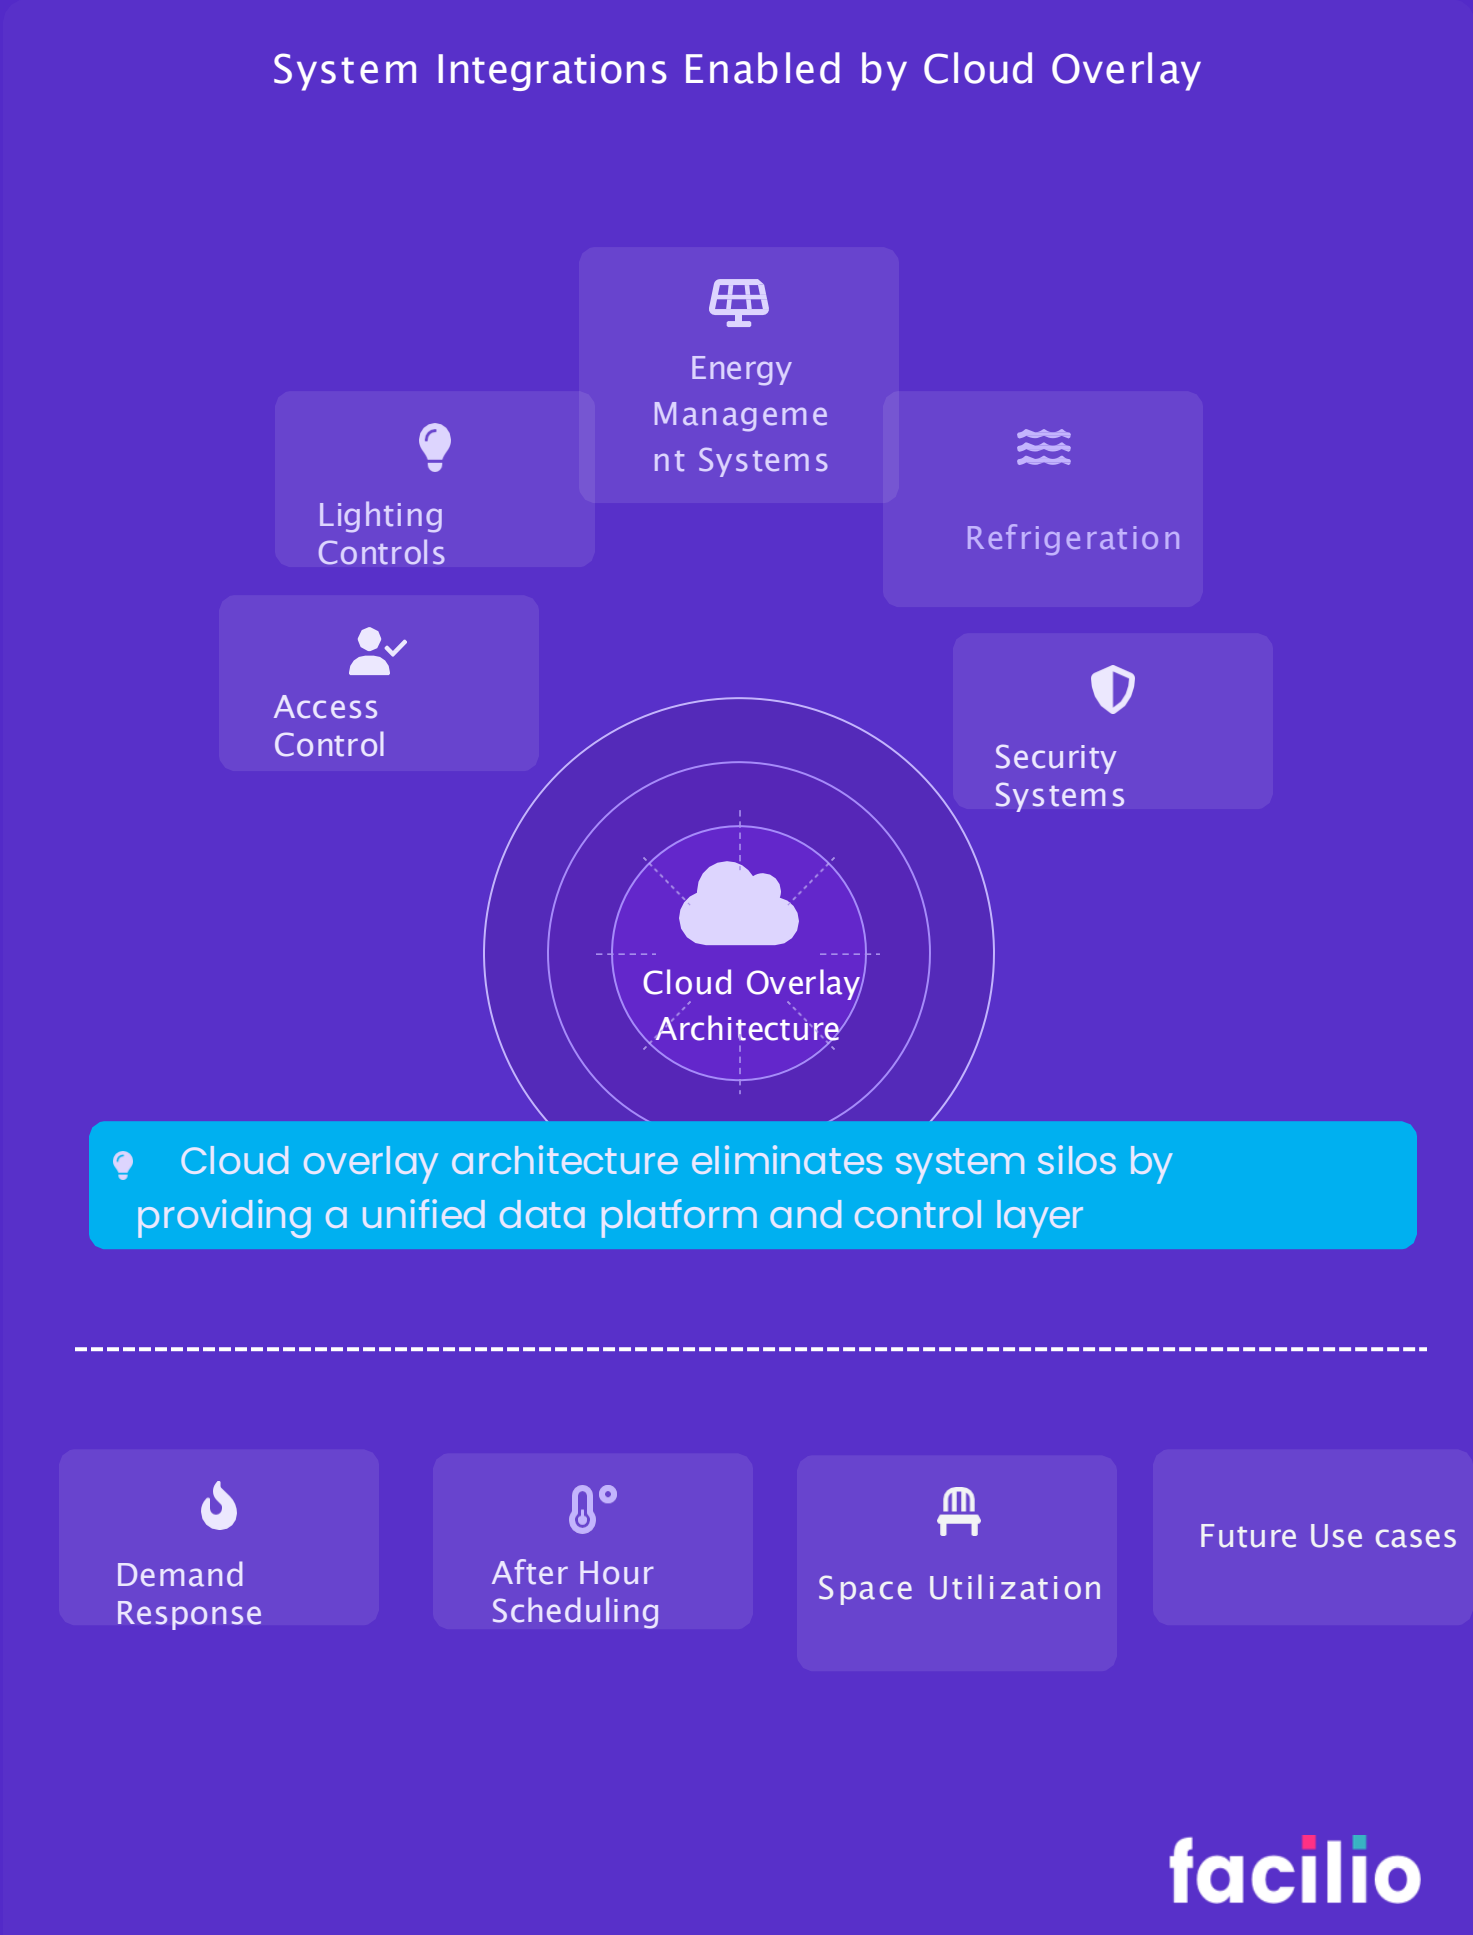 System Integrations Enabled by Cloud Overlay
Energy
Manageme
nt Systems
Lighting
Controls
Refrigeration
Access
Control
Security
Systems
Cloud Overlay
Architecture
Cloud overlay architecture eliminates system silos by
providing a unified data platform and control layer
Demand
Response
After Hour
Scheduling
Space Utilization
Future Use cases
facilio